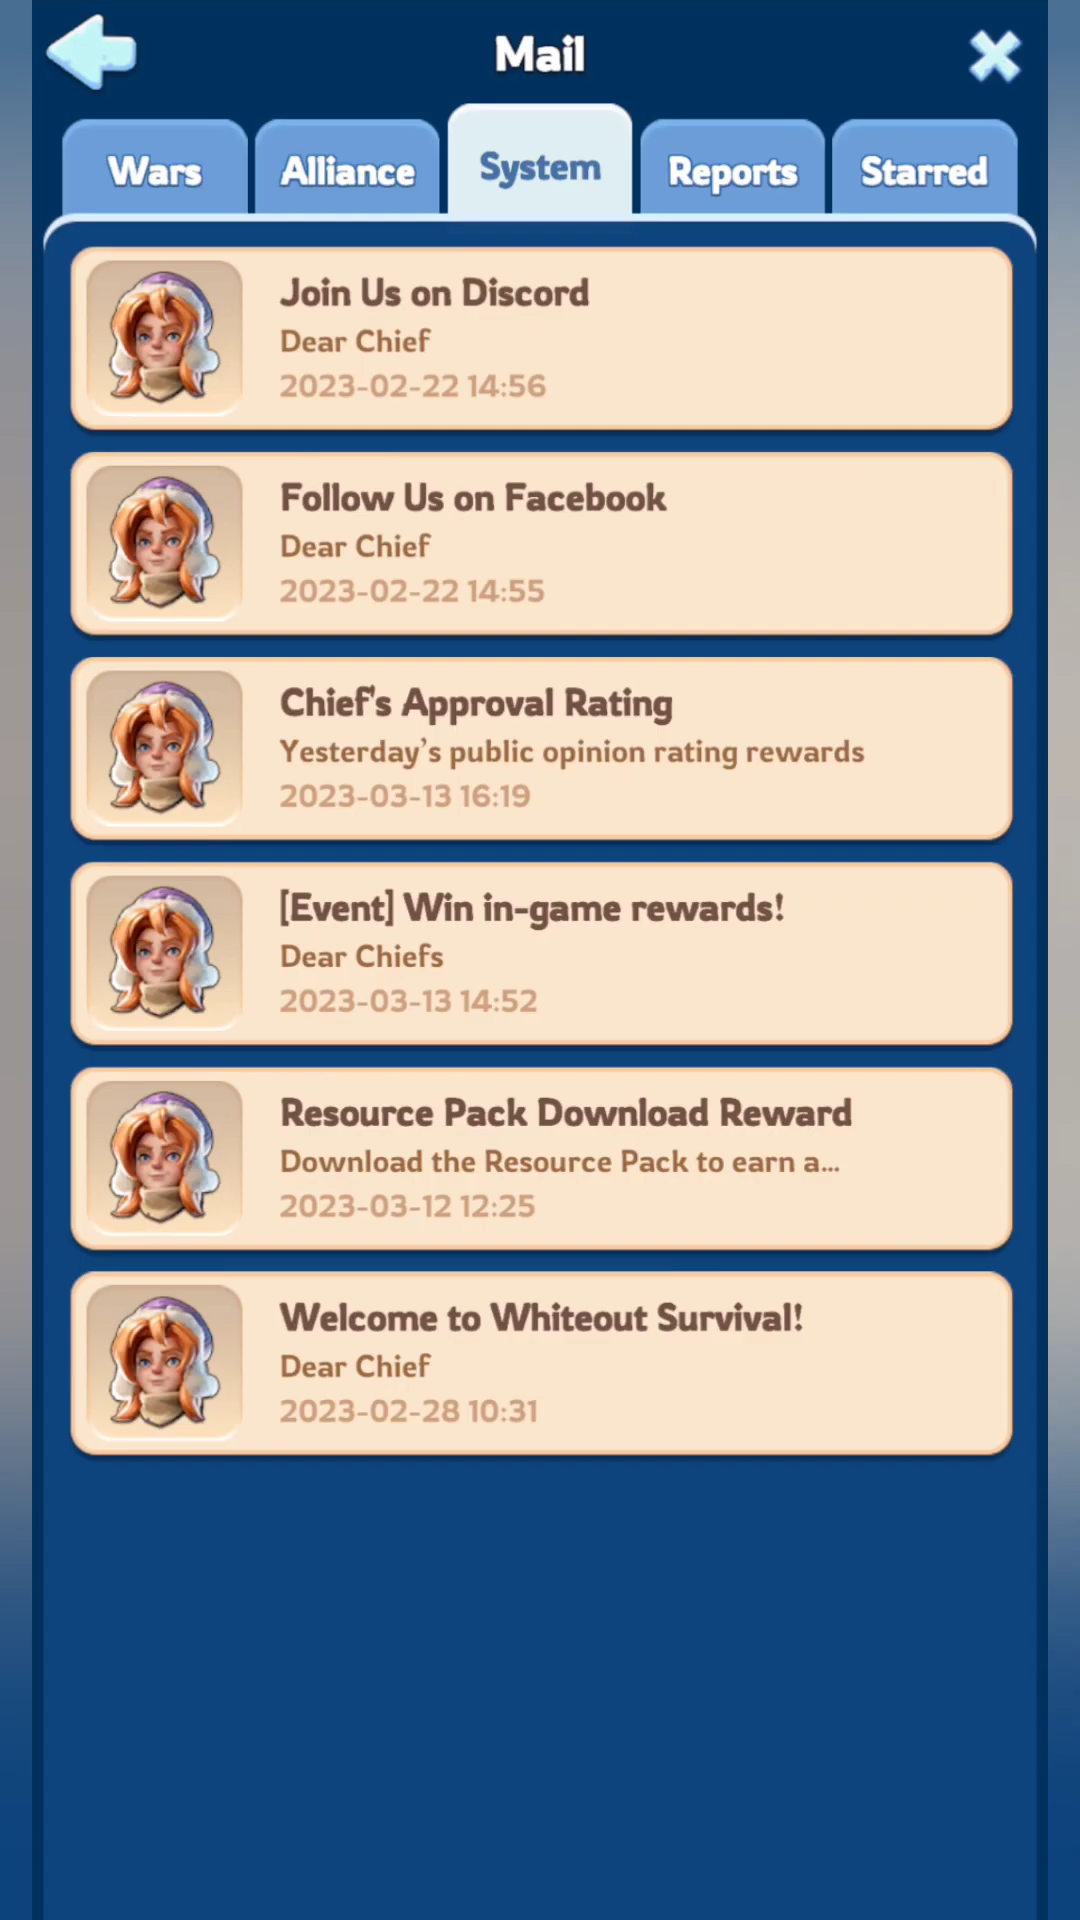 Mail
Wars
Alliance
System
Reports
Starred
Join Us on Discord
Dear Chief
2023-02-22 14:56
Follow Us on Facebook
Dear Chief
2023-02-22 14:55
Chief's Approval Rating
Yesterday’s public opinion rating rewards
2023-03-13 16:19
[Event] Win in-game rewards!
Dear Chiefs
2023-03-13 14:52
Resource Pack Download Reward
Download the Resource Pack to earn a...
2023-03-12 12:25
Welcome to Whiteout Survival!
Dear Chief
2023-02-28 10:31